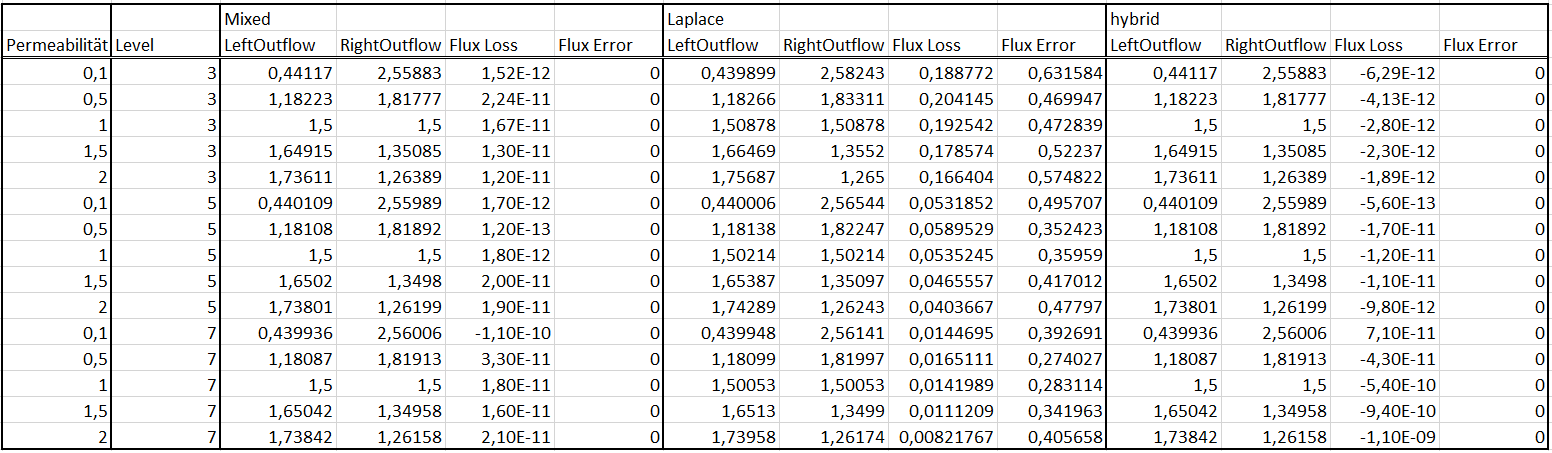 Mixed Laplace hybrid
Permeabilität Level LeftOutflow RightOutflow Flux Loss Flux Error LeftOutflow RightOutflow Flux Loss Flux Error LeftOutflow RightOutflow Flux Loss Flux Error
0,1 3 0,44117 2,55883 1,52E-12 0 0,439899 2,58243 0,188772 0,631584 0,44117 2,55883 -6,29E-12 0
0,5 3 1,18223 1,81777 2,24E-11 0 1,18266 1,83311 0,204145 0,469947 1,18223 1,81777 -4,13E-12 0
1 3 1,5 1,5 1,67E-11 0 1,50878 1,50878 0,192542 0,472839 1,5 1,5 -2,80E-12 0
1,5 3 1,64915 1,35085 1,30E-11 0 1,66469 1,3552 0,178574 0,52237 1,64915 1,35085 -2,30E-12 0
2 3 1,73611 1,26389 1,20E-11 0 1,75687 1,265 0,166404 0,574822 1,73611 1,26389 -1,89E-12 0
0,1 5 0,440109 2,55989 1,70E-12 0 0,440006 2,56544 0,0531852 0,495707 0,440109 2,55989 -5,60E-13 0
0,5 5 1,18108 1,81892 1,20E-13 0 1,18138 1,82247 0,0589529 0,352423 1,18108 1,81892 -1,70E-11 0
1 5 1,5 1,5 1,80E-12 0 1,50214 1,50214 0,0535245 0,35959 1,5 1,5 -1,20E-11 0
1,5 5 1,6502 1,3498 2,00E-11 0 1,65387 1,35097 0,0465557 0,417012 1,6502 1,3498 -1,10E-11 0
2 5 1,73801 1,26199 1,90E-11 0 1,74289 1,26243 0,0403667 0,47797 1,73801 1,26199 -9,80E-12 0
0,1 7 0,439936 2,56006 -1,10E-10 0 0,439948 2,56141 0,0144695 0,392691 0,439936 2,56006 7,10E-11 0
0,5 7 1,18087 1,81913 3,30E-11 0 1,18099 1,81997 0,0165111 0,274027 1,18087 1,81913 -4,30E-11 0
1 7 1,5 1,5 1,80E-11 0 1,50053 1,50053 0,0141989 0,283114 1,5 1,5 -5,40E-10 0
1,5 7 1,65042 1,34958 1,60E-11 0 1,6513 1,3499 0,0111209 0,341963 1,65042 1,34958 -9,40E-10 0
2 7 1,73842 1,26158 2,10E-11 0 1,73958 1,26174 0,00821767 0,405658 1,73842 1,26158 -1,10E-09 0